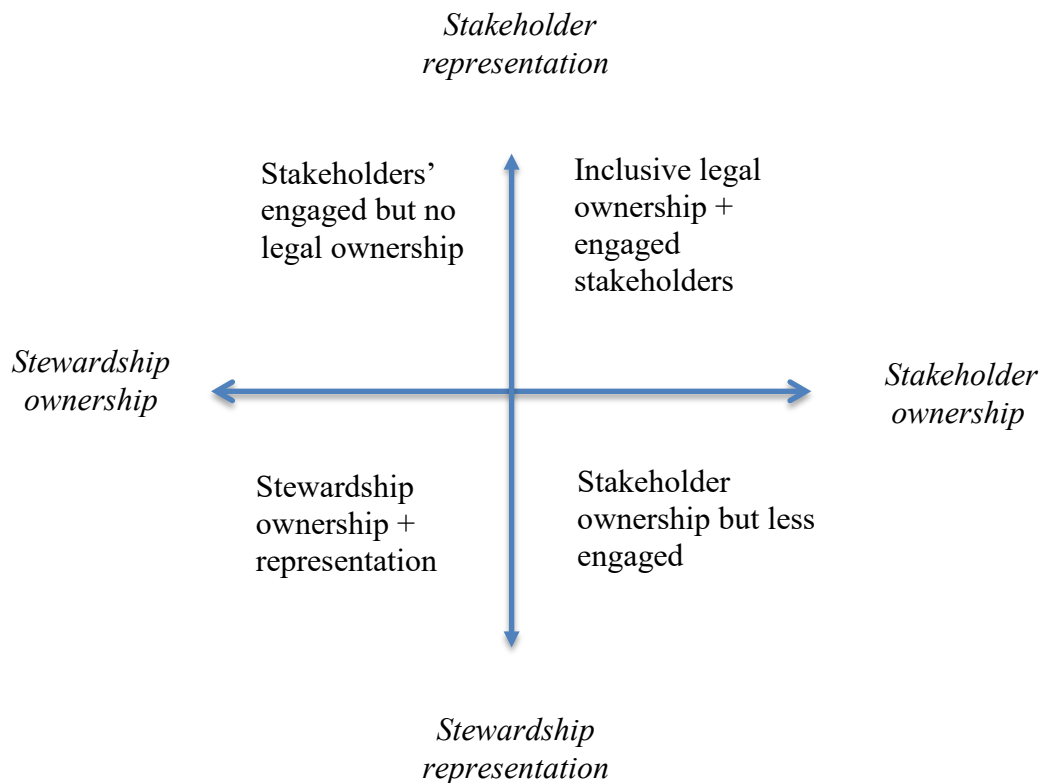 Stakeholder
representation
Stakeholders’
engaged but no
legal ownership
Inclusive legal
ownership +
engaged
stakeholders
Stewardship
ownership
Stakeholder
ownership
Stewardship
ownership +
representation
Stakeholder
ownership but less
engaged
Stewardship
representation